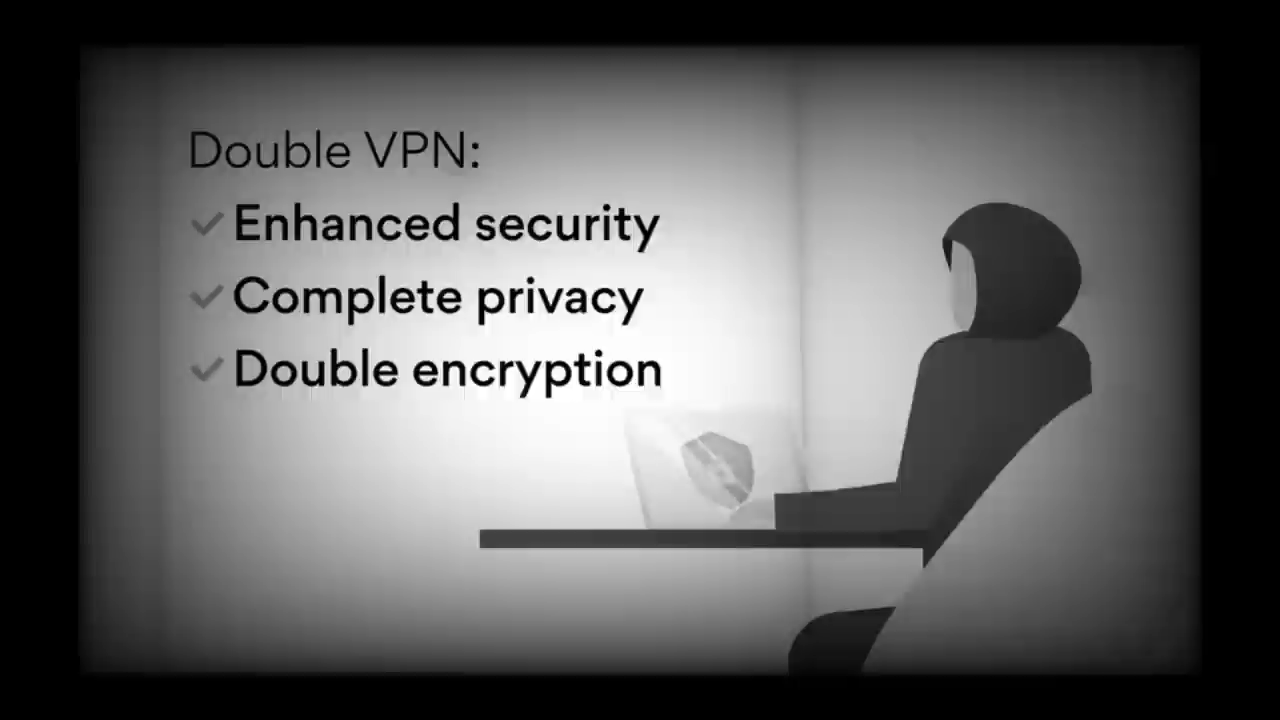 Double VPN:
Enhanced security
Complete privacy
Double encryption